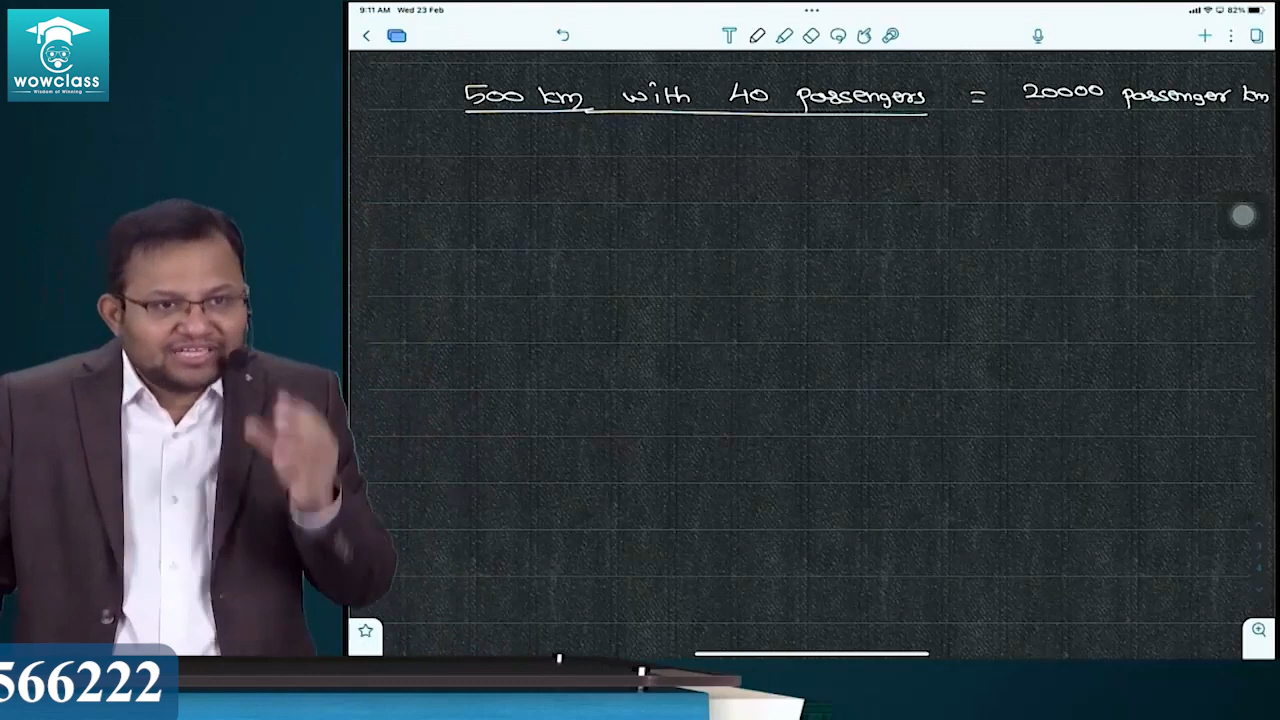 9:11 AM Wed 23 Feb
82%
wowclass
Wisdom of Winning
T
500 km with 40 passengers = 20000 passenger km
566222